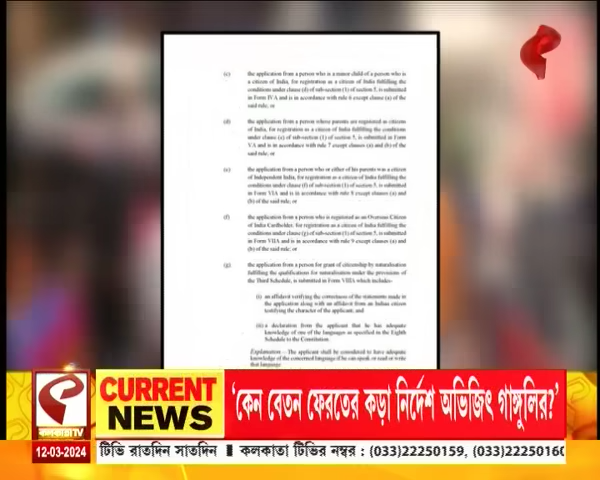 (c) the application from a person who is a minor child of a person who is
a citizen of India, for registration as a citizen of India fulfilling the
conditions under clause (d) of sub-section (1) of section 5, is submitted
in Form IVA and is in accordance with rule 6 except clause (a) of the
said rule; or
(d) the application from a person whose parents are registered as citizens
of India, for registration as a citizen of India fulfilling the conditions
under clause (e) of sub-section (1) of section 5, is submitted in Form
VA and is in accordance with rule 7 except clauses (a) and (b) of the
said rule; or
(e) the application from a person who or either of his parents was a citizen
of Independent India, for registration as a citizen of India fulfilling the
conditions under clause (f) of sub-section (1) of section 5, is submitted
in Form VIA and is in accordance with rule 8 except clauses (a) and
(b) of the said rule; or
(f) the application from a person who is registered as an Overseas Citizen
of India Cardholder, for registration as a citizen of India fulfilling the
conditions under clause (g) of sub-section (1) of section 5, is submitted
in Form VIIA and is in accordance with rule 9 except clauses (a) and
(b) of the said rule; or
(g) the application from a person for grant of citizenship by naturalisation
fulfilling the qualifications for naturalisation under the provisions of
the Third Schedule, is submitted in Form VIIIA which includes-
(i) an affidavit verifying the correctness of the statements made in
the application along with an affidavit from an Indian citizen
testifying the character of the applicant; and
(ii) a declaration from the applicant that he has adequate
knowledge of one of the languages as specified in the Eighth
Schedule to the Constitution.
Explanation – The applicant shall be considered to have adequate
knowledge of the concerned language if he can speak or read or write
that language.
CURRENT
NEWS
‘কেন বেতন ফেরতের কড়া নির্দেশ অভিজিৎ গাঙ্গুলির?’
কলকাতাTV
12-03-2024
টিভি রাতদিন সাতদিন ▮ কলকাতা টিভির নম্বর : (033)22250159, (033)22250160